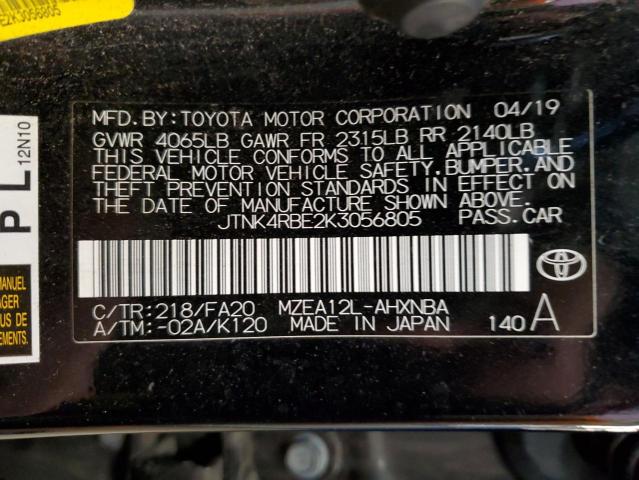 E2K3056805
MFD.BY:TOYOTA MOTOR CORPORATION 04/19
GVWR 4065LB GAWR FR 2315LB RR 2140LB
THIS VEHICLE CONFORMS TO ALL APPLICABLE
FEDERAL MOTOR VEHICLE SAFETY,BUMPER,AND
THEFT PREVENTION STANDARDS IN EFFECT ON
THE DATE OF MANUFACTURE SHOWN ABOVE.
JTNK4RBE2K3056805 PASS.CAR
C/TR:218/FA20 MZEA12L-AHXNBA
A/TM:-02A/K120 MADE IN JAPAN 140A
12N10
PL
MANUEL
AGER
US DE
EMENTS.